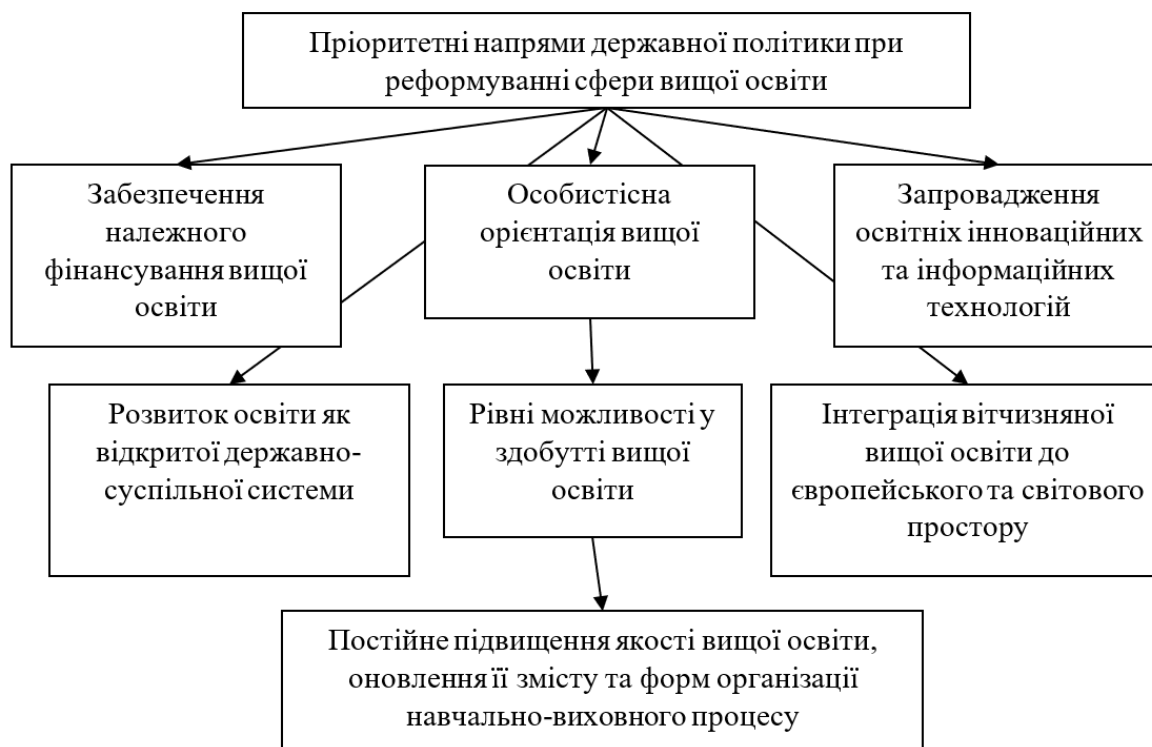 Пріоритетні напрями державної політики при
реформуванні сфери вищої освіти
Забезпечення
належного
фінансування вищої
освіти
Особистісна
орієнтація вищої
освіти
Запровадження
освітніх інноваційних
та інформаційних
технологій
Розвиток освіти як
відкритої державно-
суспільної системи
Рівні можливості у
здобутті вищої
освіти
Інтеграція вітчизняної
вищої освіти до
європейського та світового
простору
Постійне підвищення якості вищої освіти,
оновлення її змісту та форм організації
навчально-виховного процесу